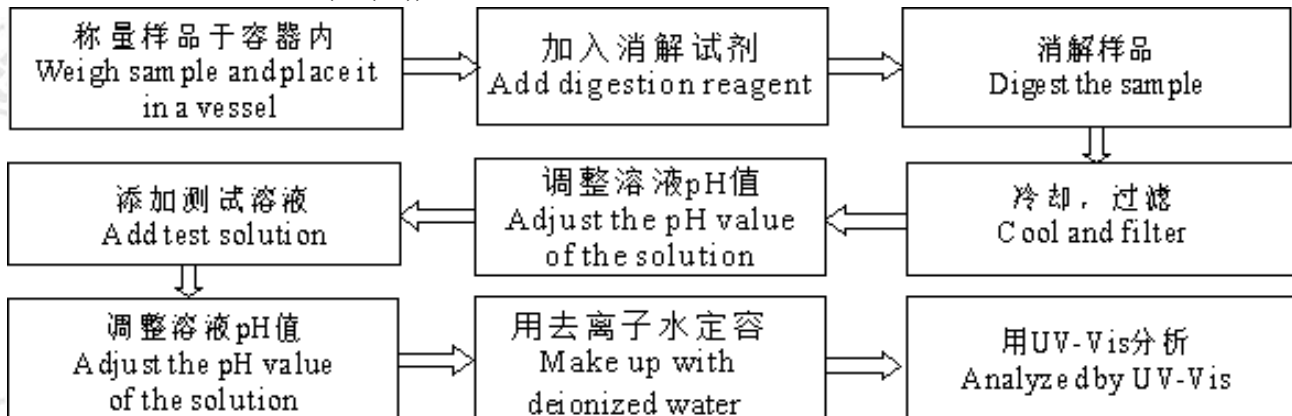 称量样品于容器内
Weigh sample and place it
in a vessel
加入消解试剂
Add digestion reagent
消解样品
Digest the sample
冷却，过滤
Cool and filter
调整溶液pH值
Adjust the pH value
of the solution
添加测试溶液
Add test solution
调整溶液pH值
Adjust the pH value
of the solution
用去离子水定容
Make up with
deionized water
用UV-Vis分析
Analyzed by UV-Vis